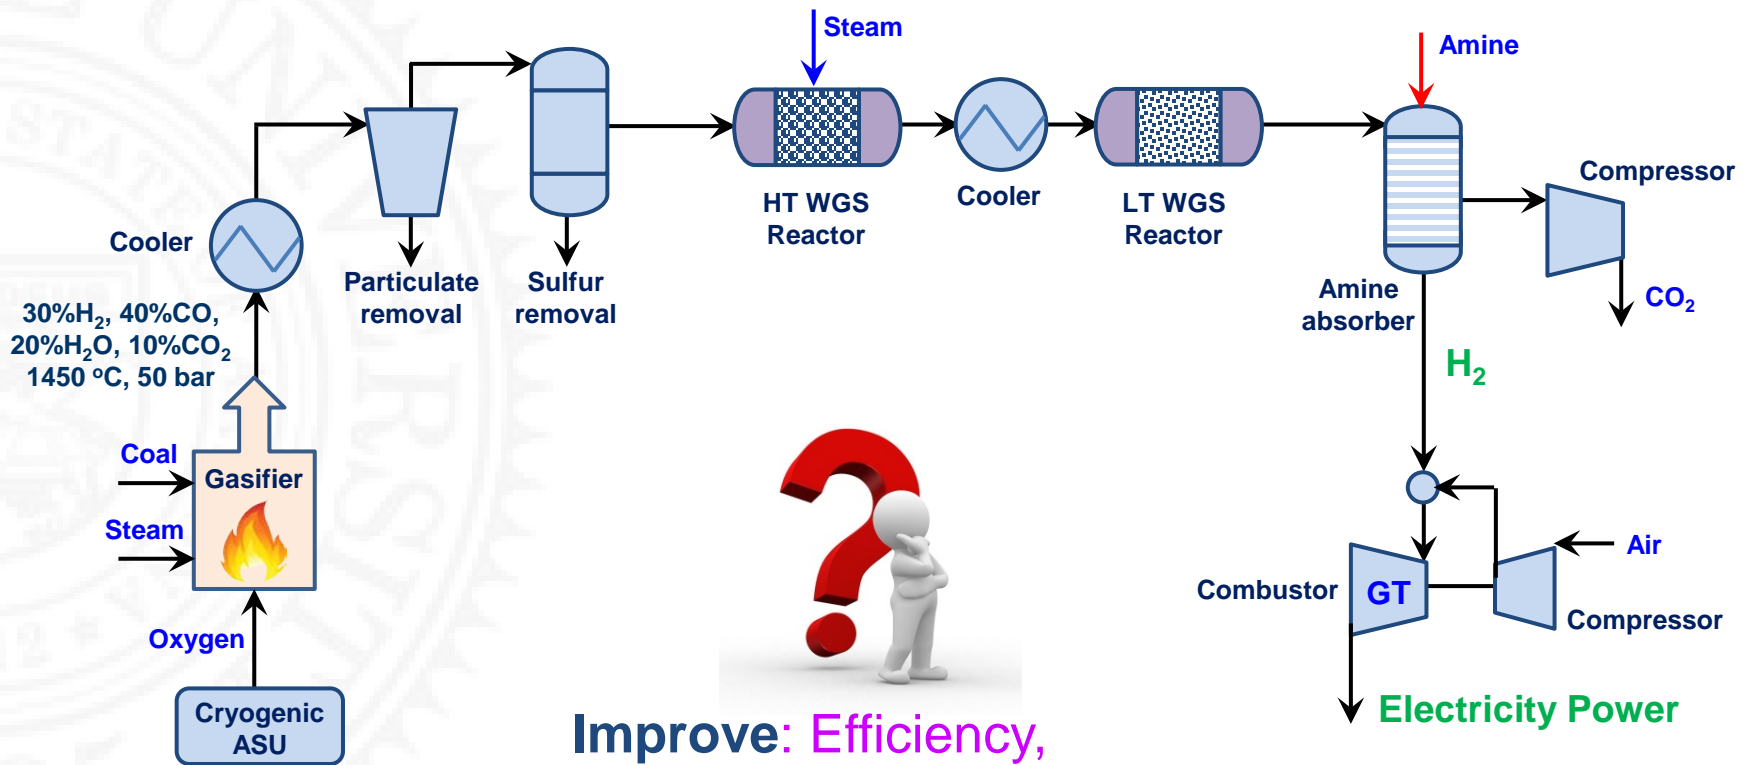 Steam
Amine
HT WGS
Reactor
Cooler
LT WGS
Reactor
Compressor
Cooler
Particulate
removal
Sulfur
removal
Amine
absorber
CO₂
30%H₂, 40%CO,
20%H₂O, 10%CO₂
1450 ºC, 50 bar
H₂
Coal
Gasifier
Steam
Air
Combustor
GT
Compressor
Oxygen
Cryogenic
ASU
Electricity Power
Improve: Efficiency,